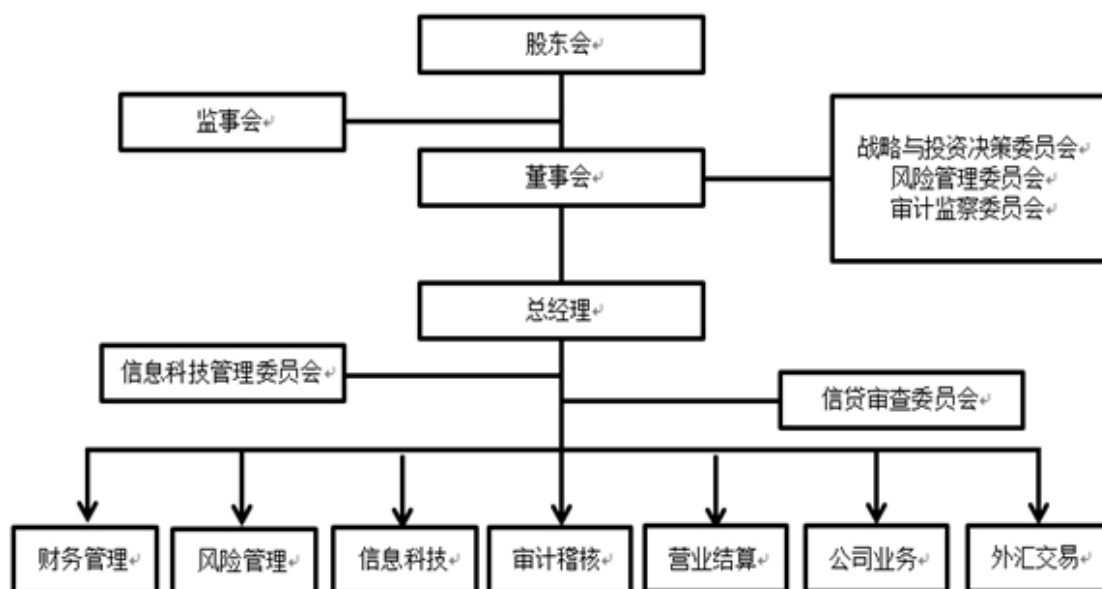 股东会
监事会
董事会
战略与投资决策委员会
风险管理委员会
审计监察委员会
总经理
信息科技管理委员会
信贷审查委员会
财务管理
风险管理
信息科技
审计稽核
营业结算
公司业务
外汇交易